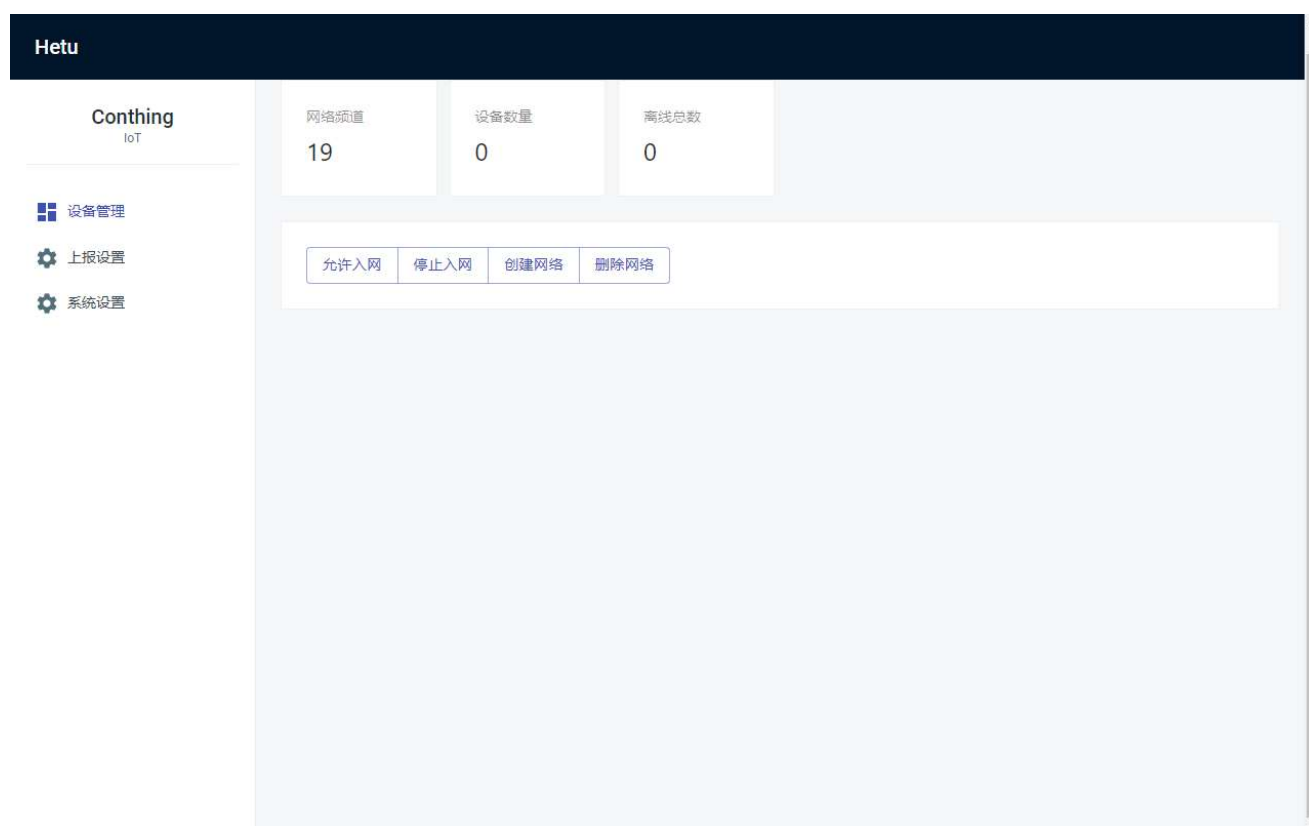 Hetu
Conthing
IoT
设备管理
上报设置
系统设置
网络频道 设备数量 离线总数
19 0 0
允许入网 停止入网 创建网络 删除网络